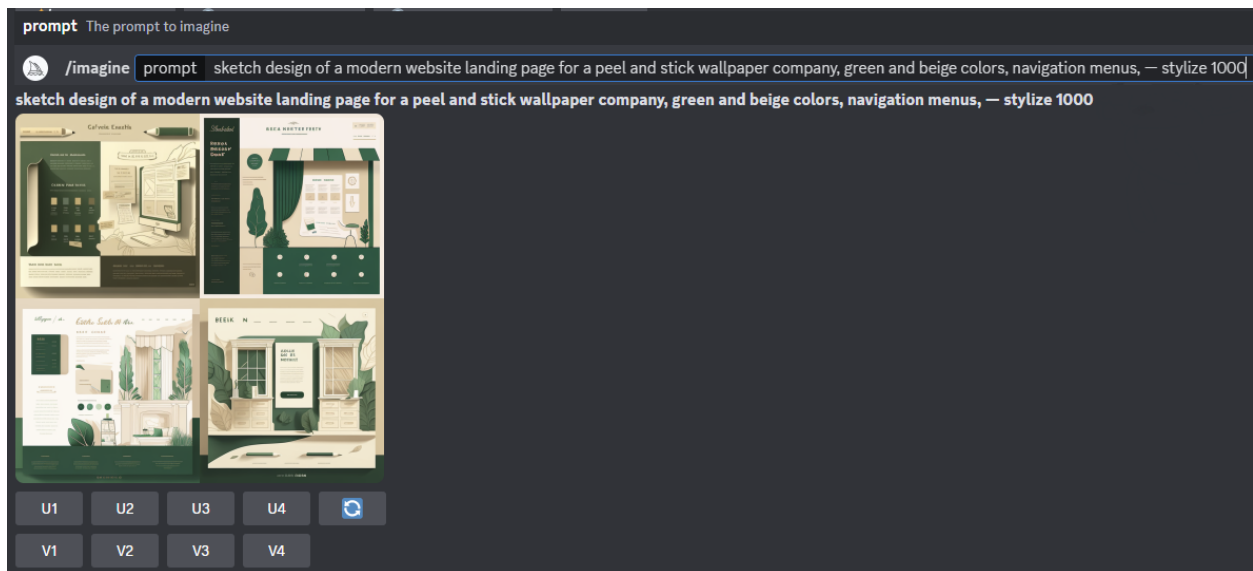 prompt The prompt to imagine
/imagine prompt sketch design of a modern website landing page for a peel and stick wallpaper company, green and beige colors, navigation menus, — stylize 1000
sketch design of a modern website landing page for a peel and stick wallpaper company, green and beige colors, navigation menus, — stylize 1000
U1 U2 U3 U4
V1 V2 V3 V4